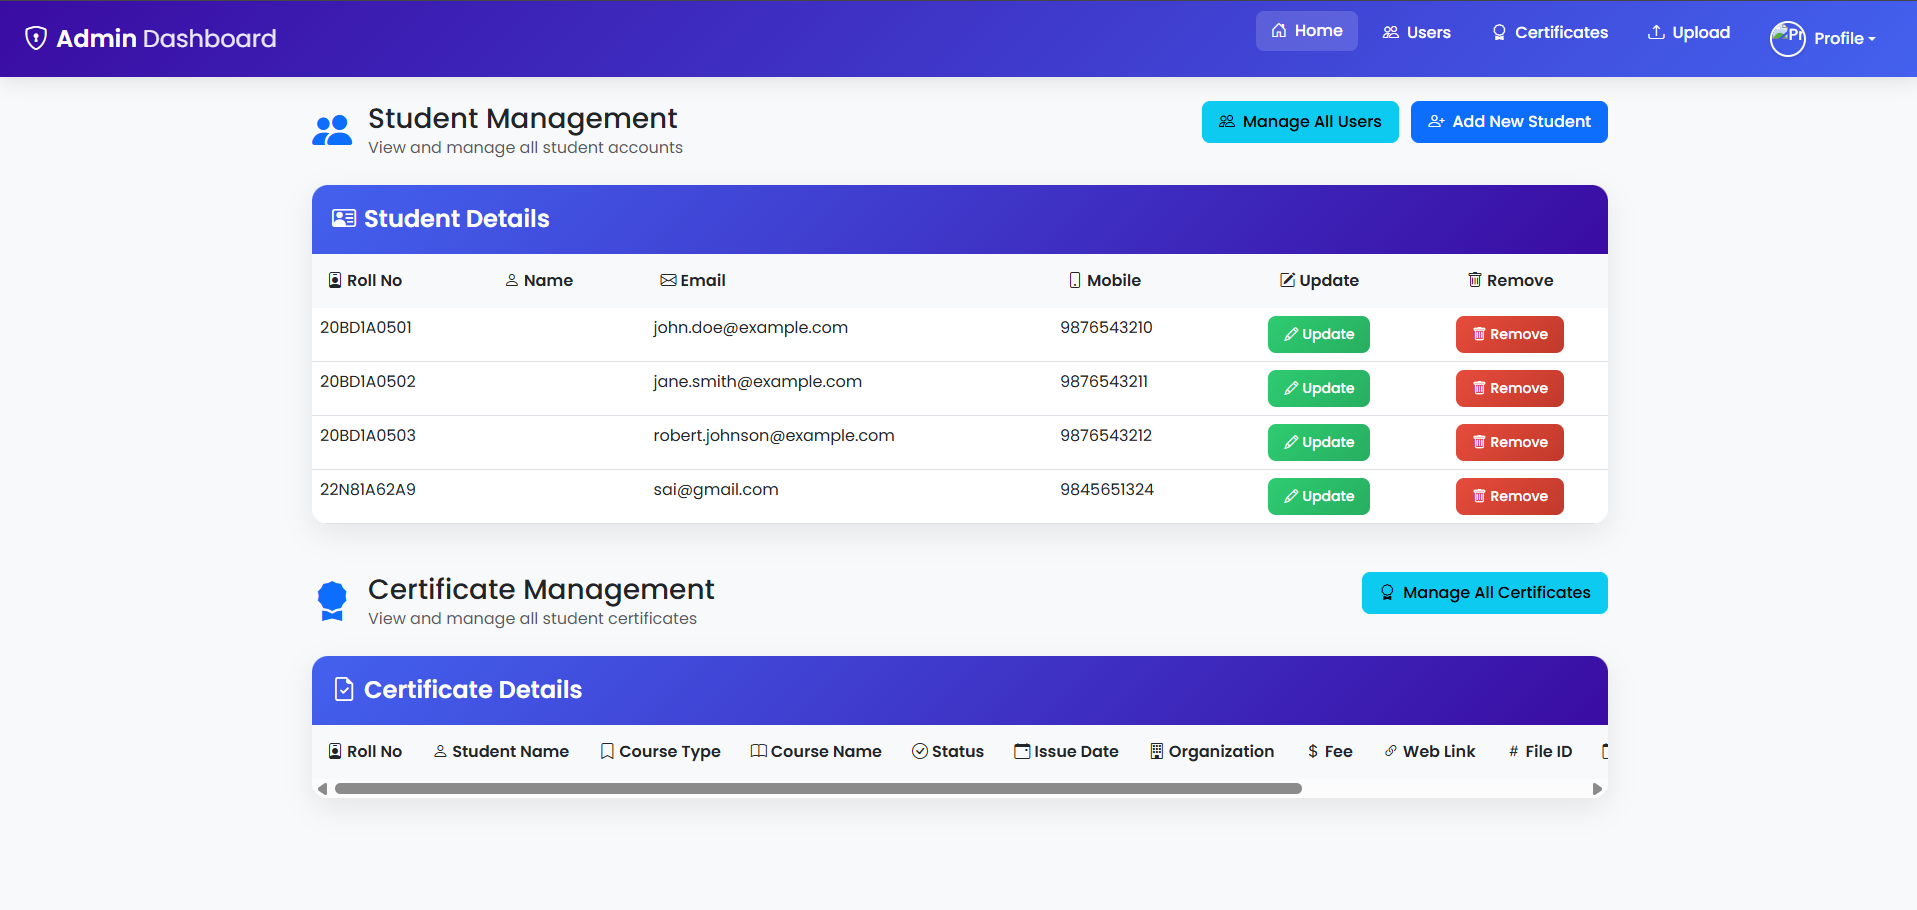 Admin Dashboard
Home Users Certificates Upload Profile
Student Management
View and manage all student accounts
Manage All Users Add New Student
Student Details
Roll No Name Email Mobile Update Remove
20BD1A0501 john.doe@example.com 9876543210 Update Remove
20BD1A0502 jane.smith@example.com 9876543211 Update Remove
20BD1A0503 robert.johnson@example.com 9876543212 Update Remove
22N81A62A9 sai@gmail.com 9845651324 Update Remove
Certificate Management
View and manage all student certificates
Manage All Certificates
Certificate Details
Roll No Student Name Course Type Course Name Status Issue Date Organization $ Fee Web Link # File ID